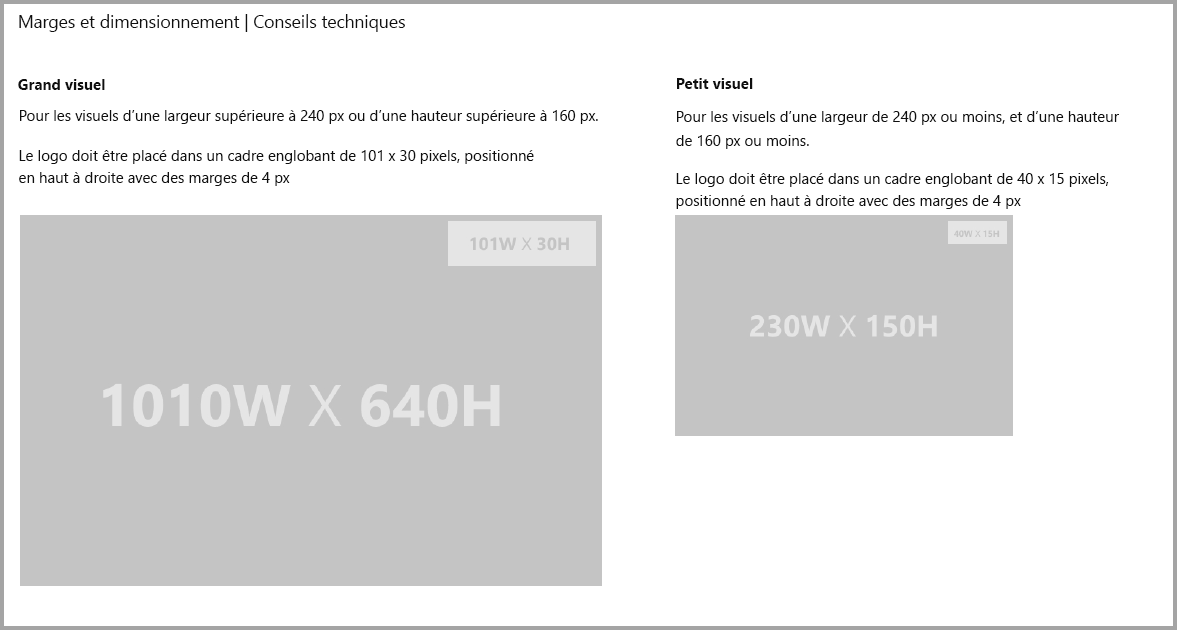 Marges et dimensionnement | Conseils techniques
Grand visuel
Pour les visuels d’une largeur supérieure à 240 px ou d’une hauteur supérieure à 160 px.
Le logo doit être placé dans un cadre englobant de 101 x 30 pixels, positionné
en haut à droite avec des marges de 4 px
101W X 30H
1010W X 640H
Petit visuel
Pour les visuels d’une largeur de 240 px ou moins, et d’une hauteur
de 160 px ou moins.
Le logo doit être placé dans un cadre englobant de 40 x 15 pixels,
positionné en haut à droite avec des marges de 4 px
40W X 15H
230W X 150H